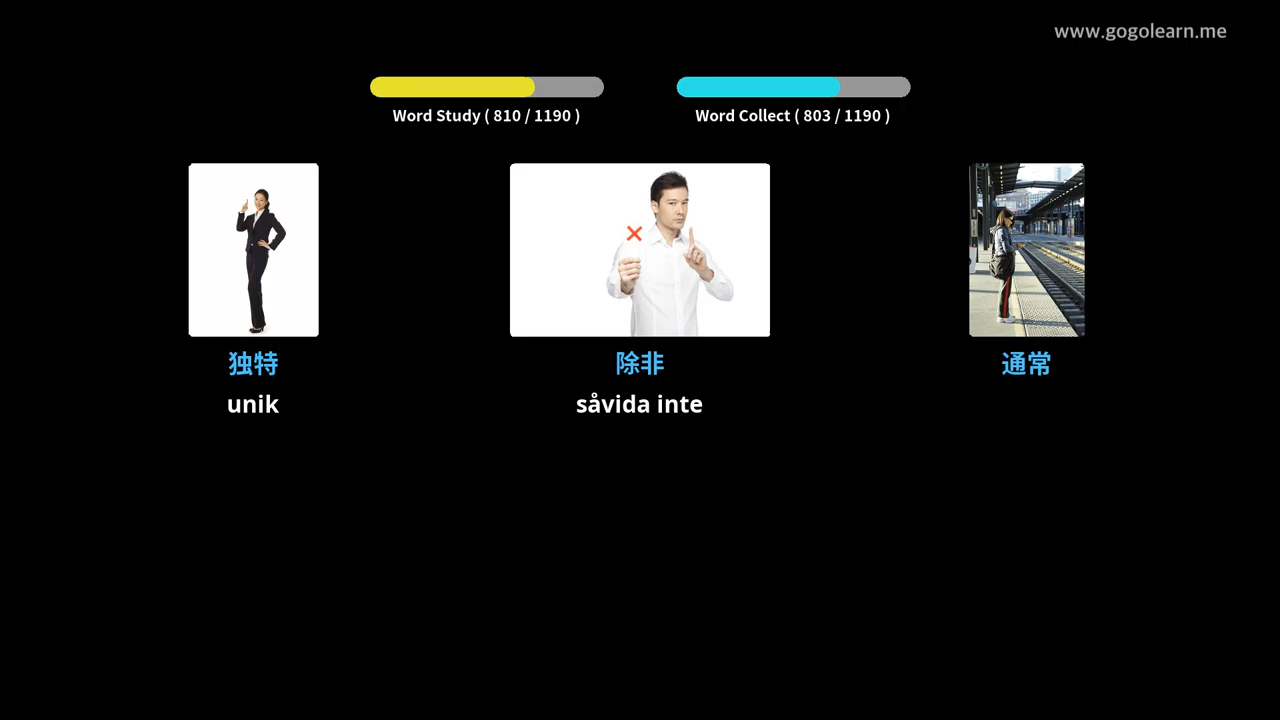 www.gogolearn.me
Word Study ( 810 / 1190 )
Word Collect ( 803 / 1190 )
独特
除非
通常
unik
såvida inte